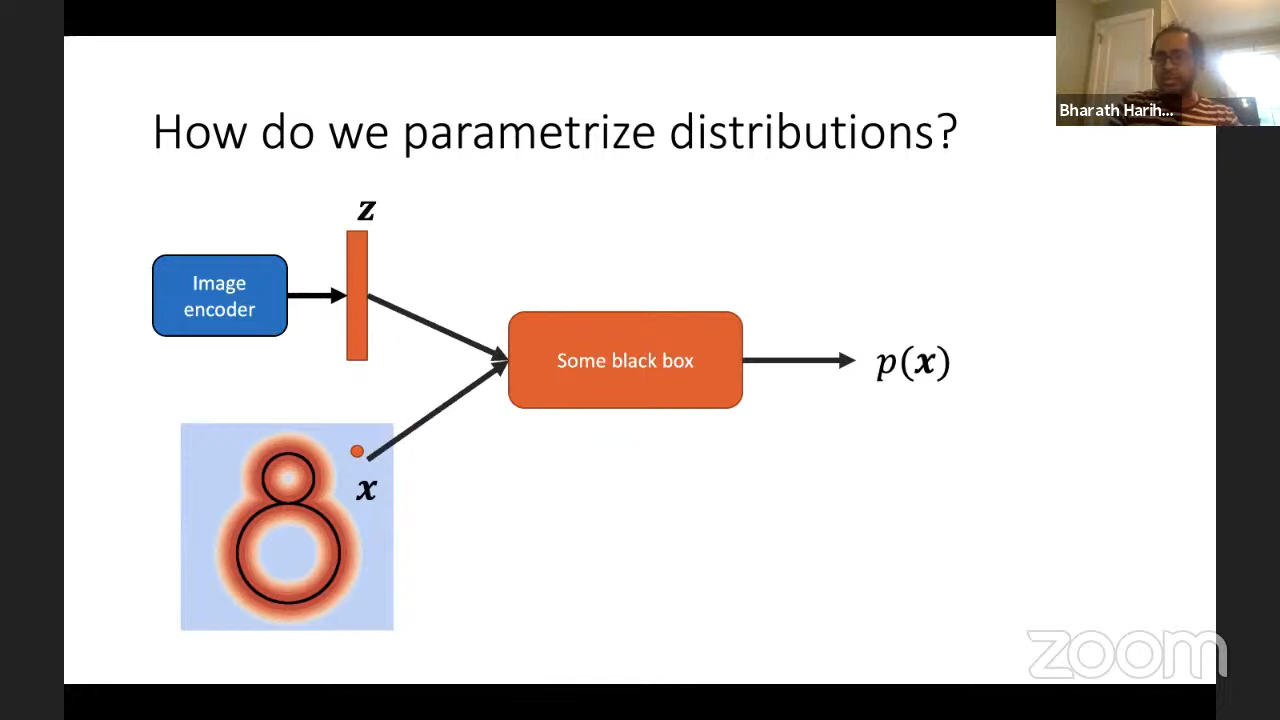 Bharath Harih...
How do we parametrize distributions?
z
Image
encoder
Some black box
p(x)
x
zoom